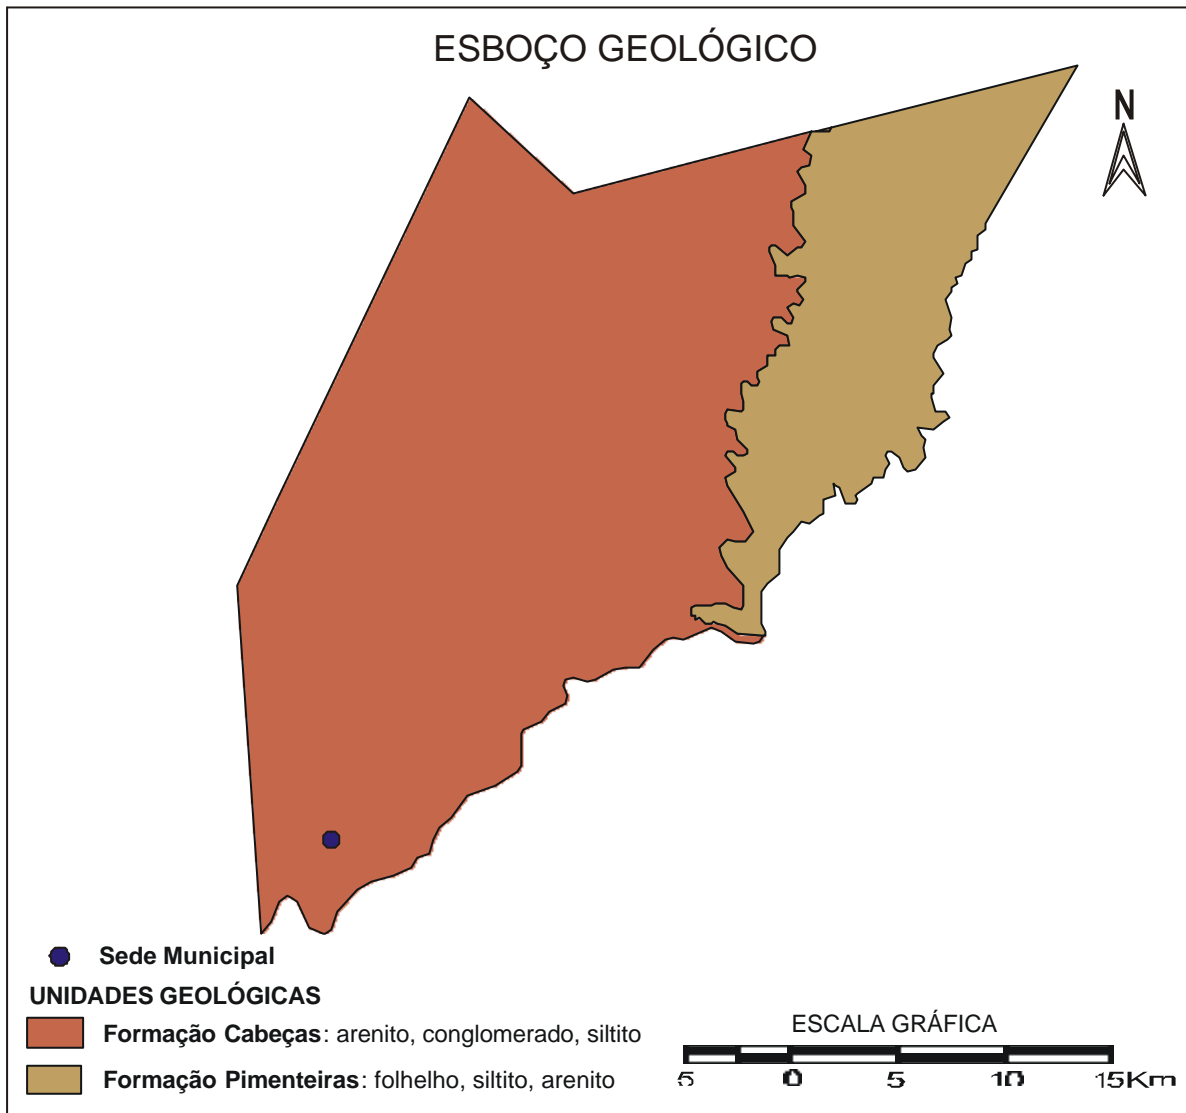 ESBOÇO GEOLÓGICO
N
Sede Municipal
UNIDADES GEOLÓGICAS
Formação Cabeças: arenito, conglomerado, siltito
Formação Pimenteiras: folhelho, siltito, arenito
ESCALA GRÁFICA
5 0 5 10 15Km